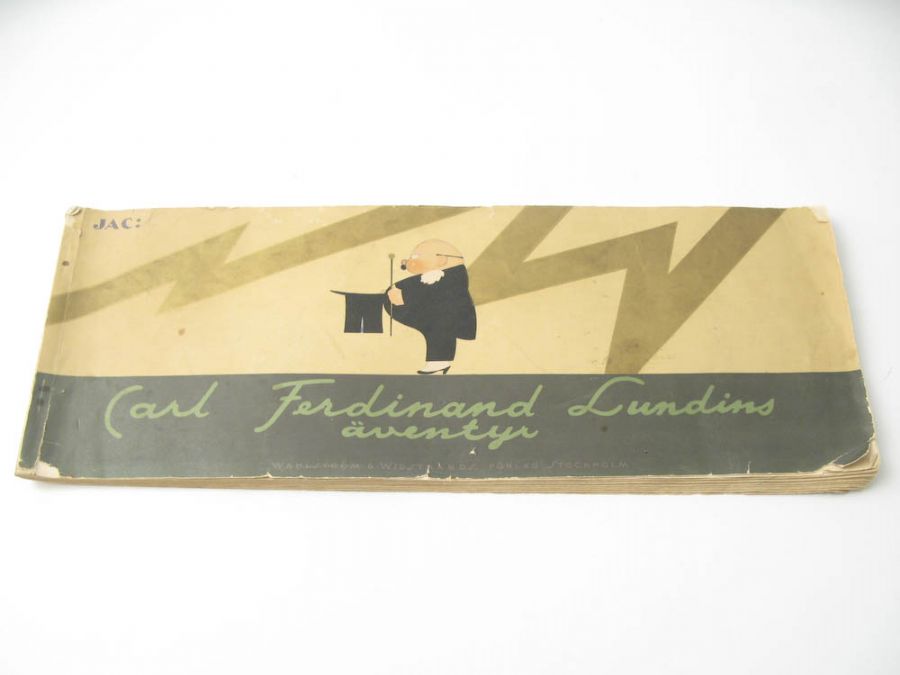 JAC:
Carl Ferdinand Lundins
äventyr
WAHLSTRÖM & WIDSTRANDS FÖRLAG STOCKHOLM